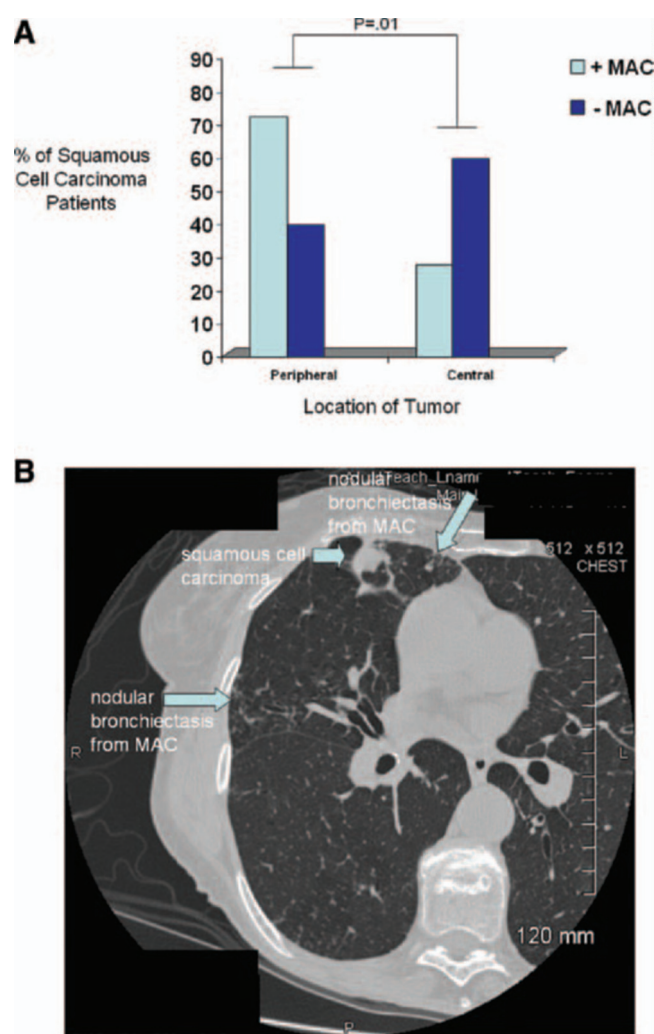 A
P=.01
90
80
70
60
50
40
30
20
10
0
% of Squamous
Cell Carcinoma
Patients
+ MAC
- MAC
Peripheral
Central
Location of Tumor
B
nodular
bronchiectasis
from MAC
512 x 512
CHEST
squamous cell
carcinoma
nodular
bronchiectasis
from MAC
R
L
120 mm
P